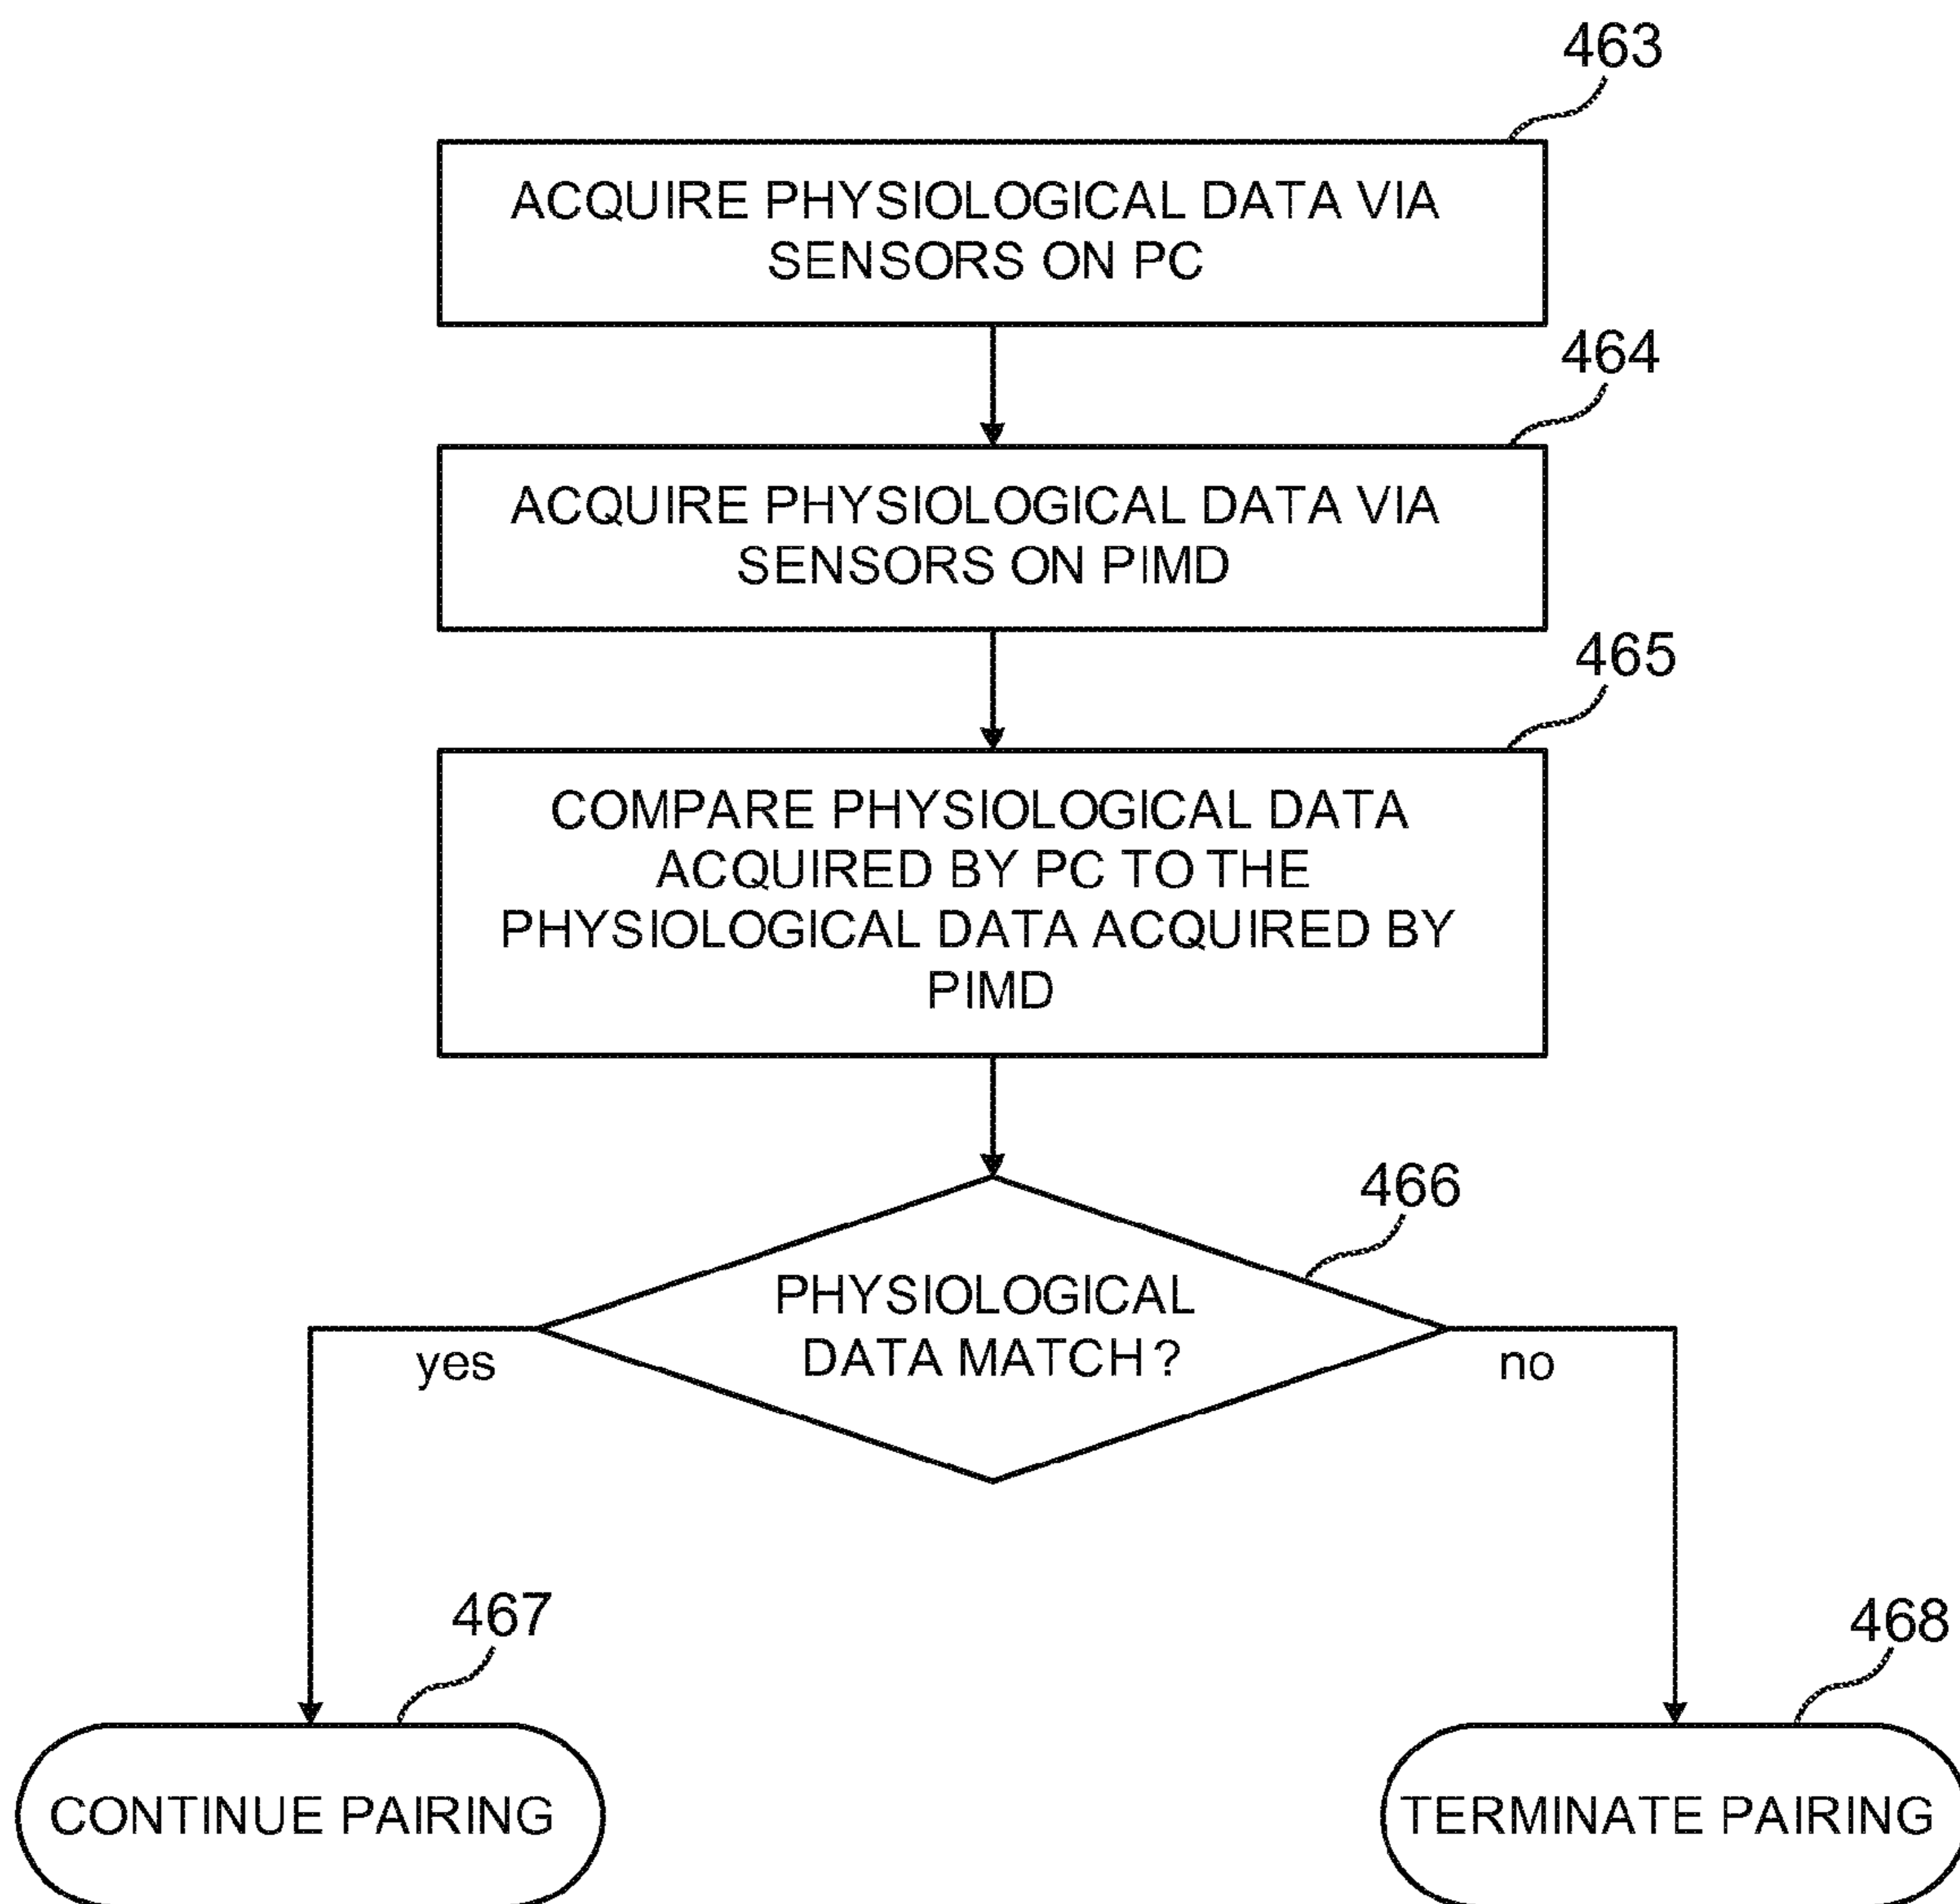 463
ACQUIRE PHYSIOLOGICAL DATA VIA
SENSORS ON PC
464
ACQUIRE PHYSIOLOGICAL DATA VIA
SENSORS ON PIMD
465
COMPARE PHYSIOLOGICAL DATA
ACQUIRED BY PC TO THE
PHYSIOLOGICAL DATA ACQUIRED BY
PIMD
466
PHYSIOLOGICAL
DATA MATCH?
yes
no
467
468
CONTINUE PAIRING
TERMINATE PAIRING